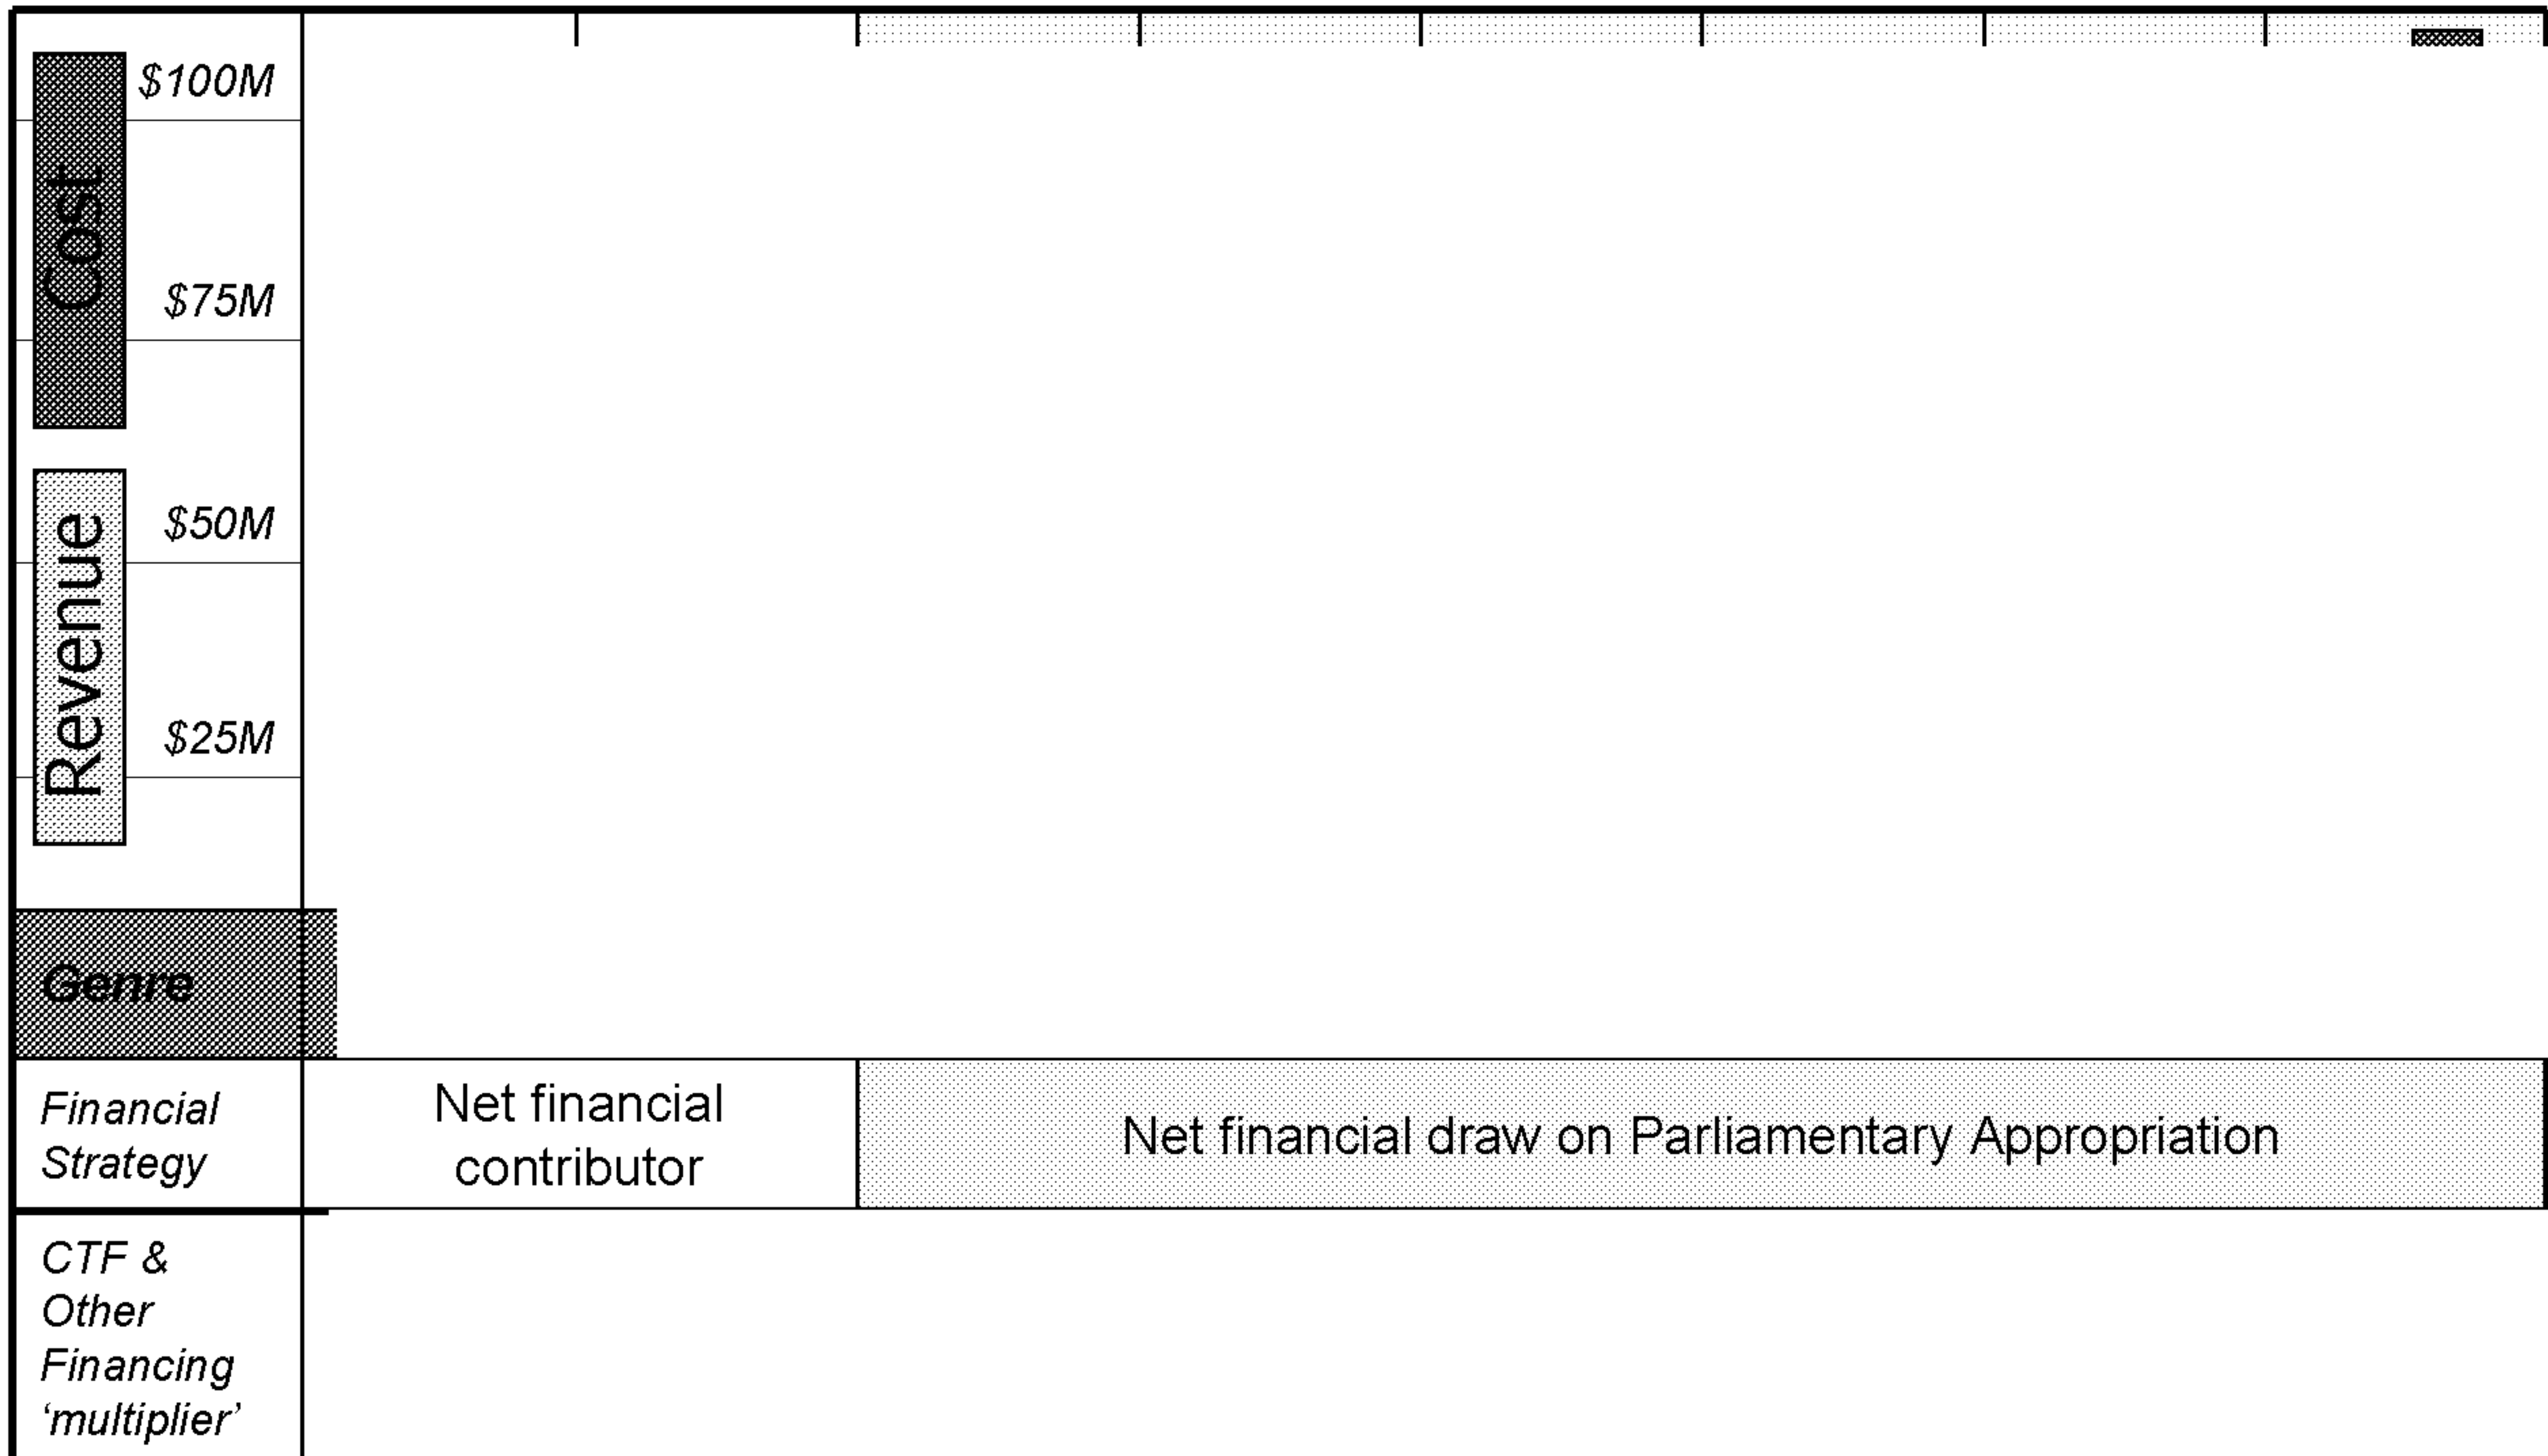 Cost
$100M
$75M
Revenue
$50M
$25M
Genre
Financial
Strategy
Net financial
contributor
Net financial draw on Parliamentary Appropriation
CTF &
Other
Financing
‘multiplier’